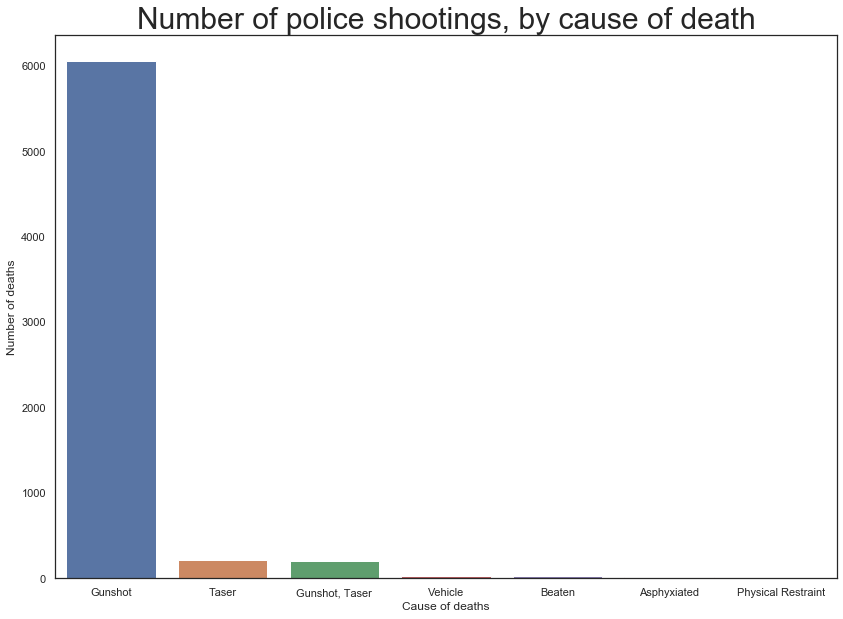 Number of police shootings, by cause of death
6000
5000
4000
3000
2000
1000
0
Number of deaths
Gunshot
Taser
Gunshot, Taser
Vehicle
Beaten
Asphyxiated
Physical Restraint
Cause of deaths